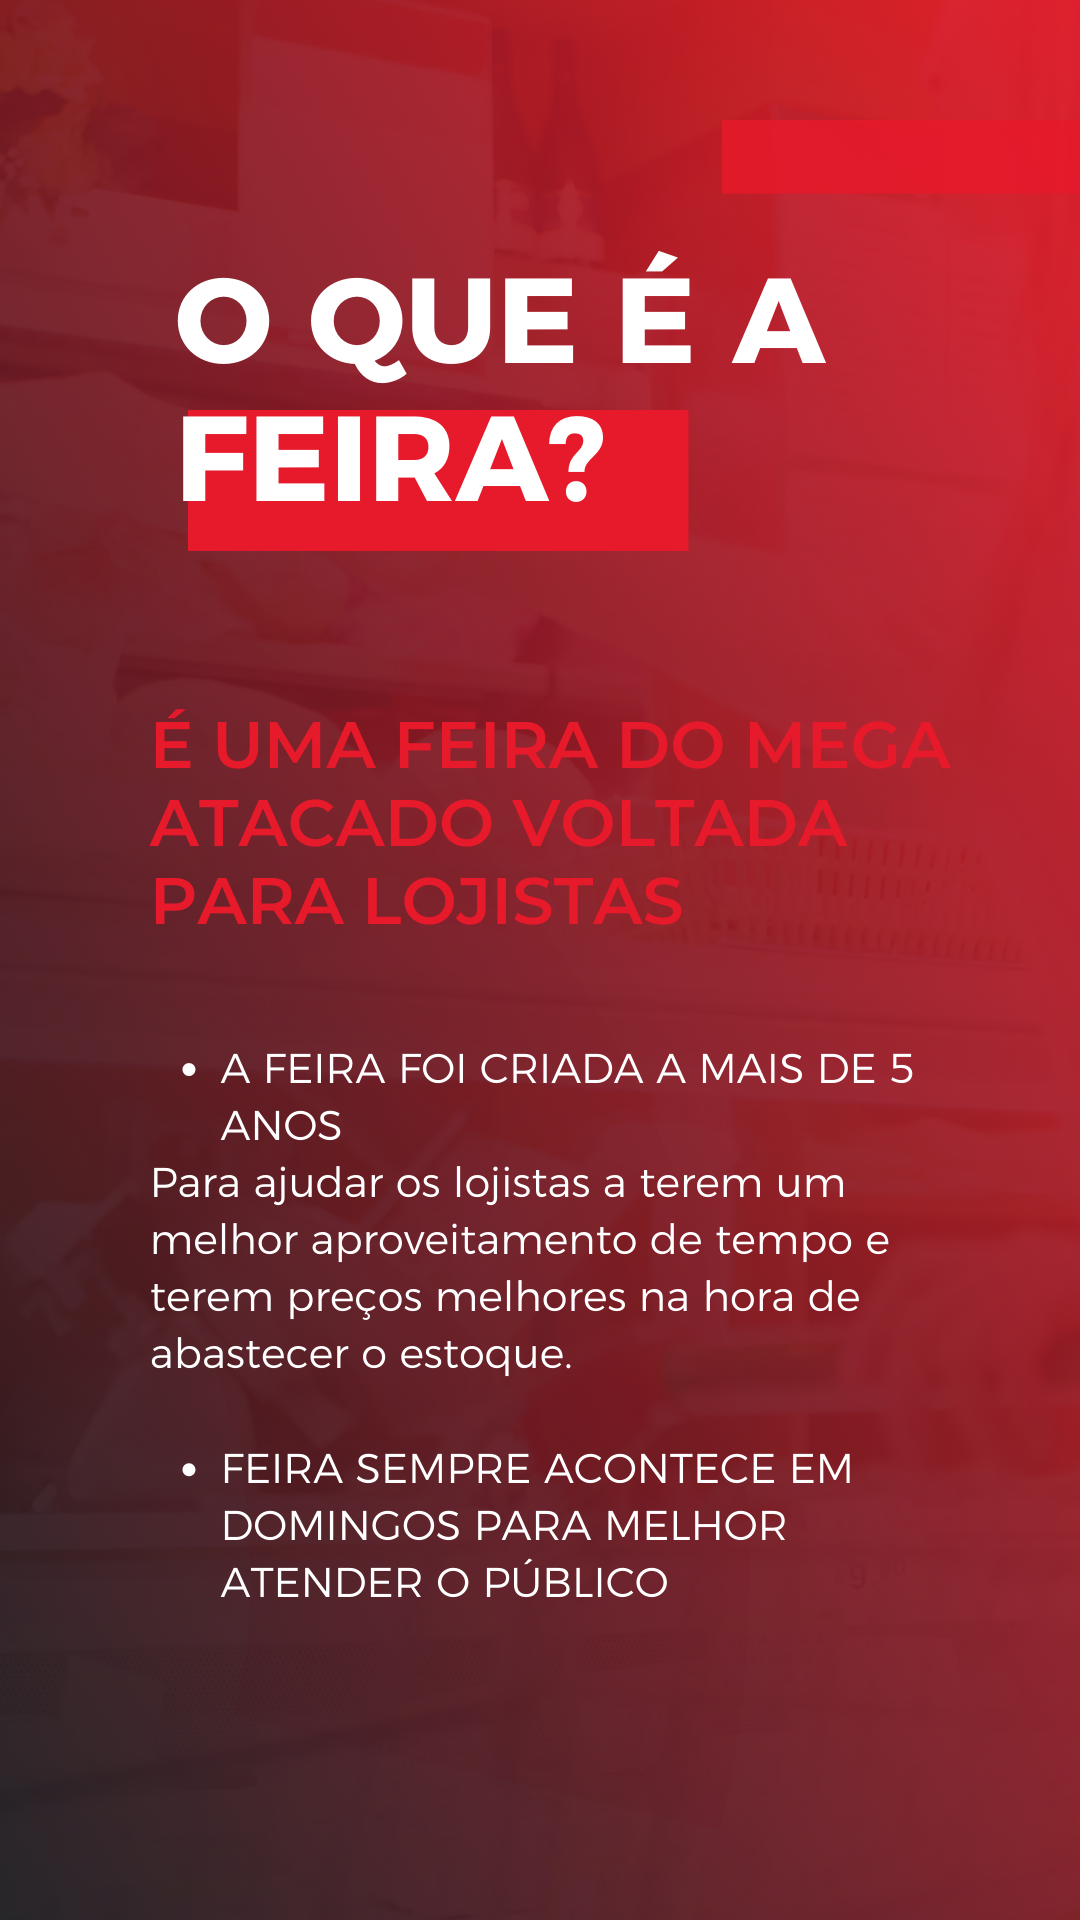 O QUE É A
FEIRA?
É UMA FEIRA DO MEGA
ATACADO VOLTADA
PARA LOJISTAS
• A FEIRA FOI CRIADA A MAIS DE 5
ANOS
Para ajudar os lojistas a terem um
melhor aproveitamento de tempo e
terem preços melhores na hora de
abastecer o estoque.
• FEIRA SEMPRE ACONTECE EM
DOMINGOS PARA MELHOR
ATENDER O PÚBLICO